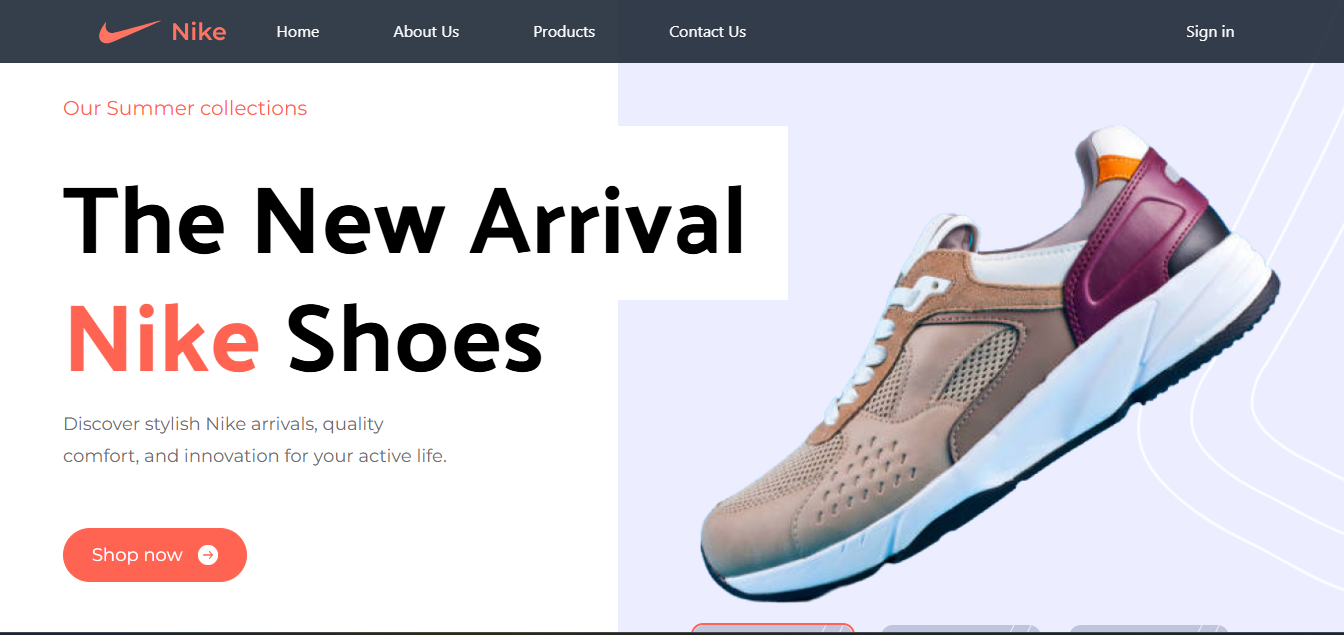 Nike
Home
About Us
Products
Contact Us
Sign in
Our Summer collections
The New Arrival
Nike Shoes
Discover stylish Nike arrivals, quality
comfort, and innovation for your active life.
Shop now